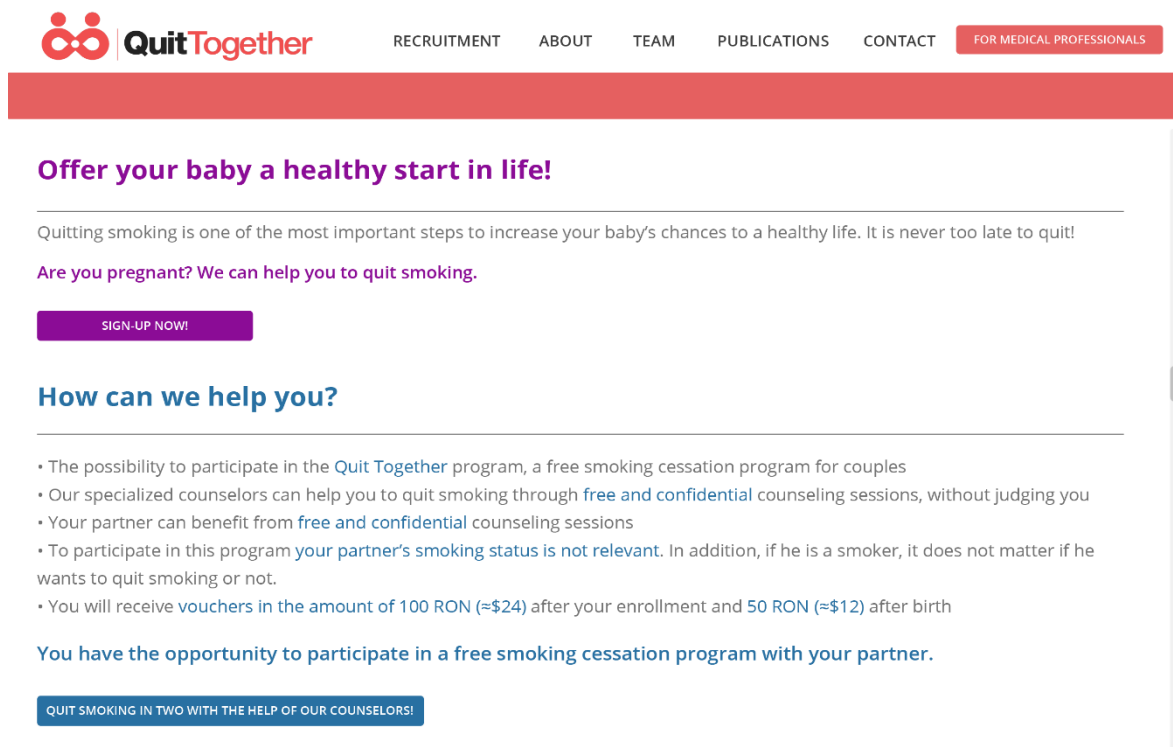 QuitTogether
RECRUITMENT ABOUT TEAM PUBLICATIONS CONTACT FOR MEDICAL PROFESSIONALS
Offer your baby a healthy start in life!
Quitting smoking is one of the most important steps to increase your baby's chances to a healthy life. It is never too late to quit!
Are you pregnant? We can help you to quit smoking.
SIGN-UP NOW!
How can we help you?
• The possibility to participate in the Quit Together program, a free smoking cessation program for couples
• Our specialized counselors can help you to quit smoking through free and confidential counseling sessions, without judging you
• Your partner can benefit from free and confidential counseling sessions
• To participate in this program your partner's smoking status is not relevant. In addition, if he is a smoker, it does not matter if he
wants to quit smoking or not.
• You will receive vouchers in the amount of 100 RON (≈$24) after your enrollment and 50 RON (≈$12) after birth
You have the opportunity to participate in a free smoking cessation program with your partner.
QUIT SMOKING IN TWO WITH THE HELP OF OUR COUNSELORS!